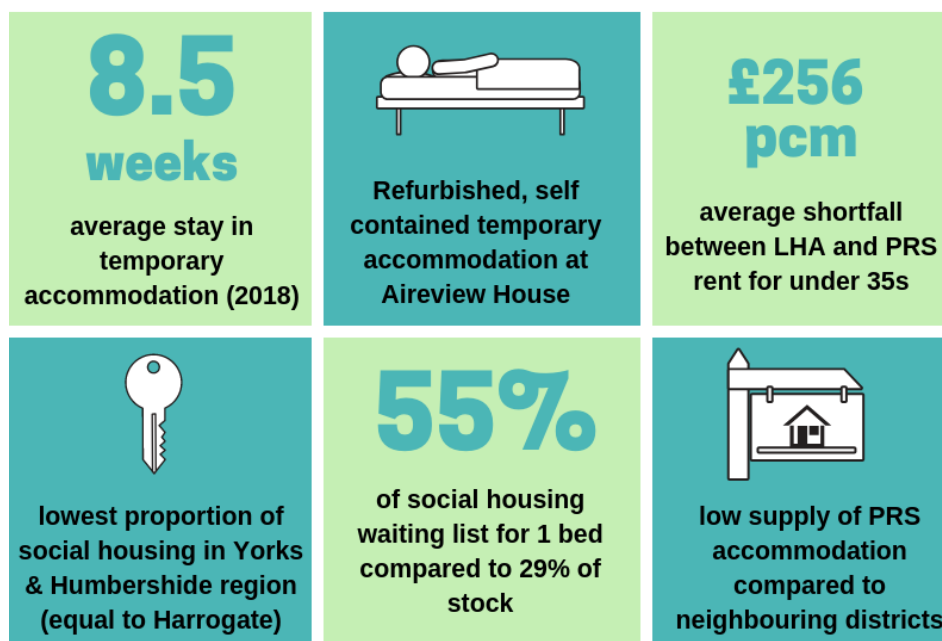 8.5
weeks
average stay in
temporary
accommodation (2018)
Refurbished, self
contained temporary
accommodation at
Aireview House
£256
pcm
average shortfall
between LHA and PRS
rent for under 35s
lowest proportion of
social housing in Yorks
& Humbershide region
(equal to Harrogate)
55%
of social housing
waiting list for 1 bed
compared to 29% of
stock
low supply of PRS
accommodation
compared to
neighbouring districts